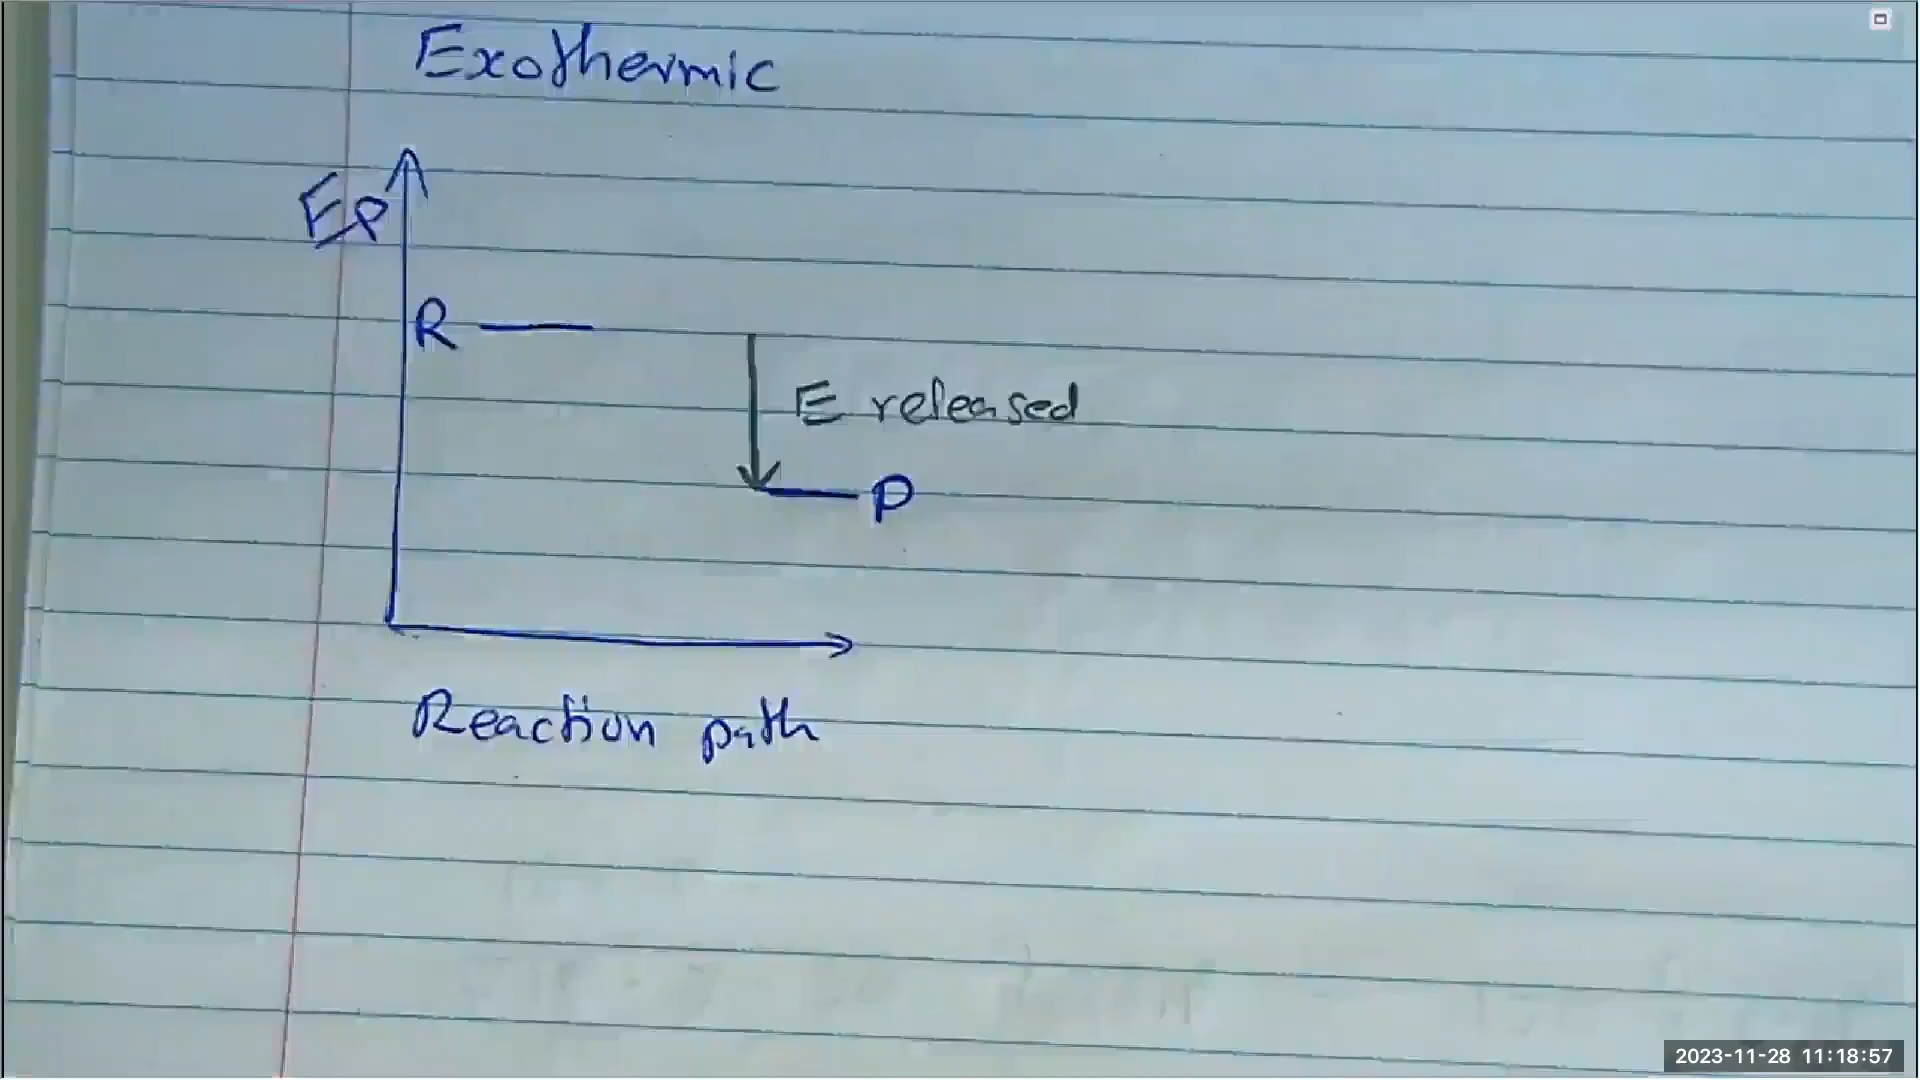 Exothermic
Ep
R
E released
P
Reaction path
2023-11-28 11:18:57